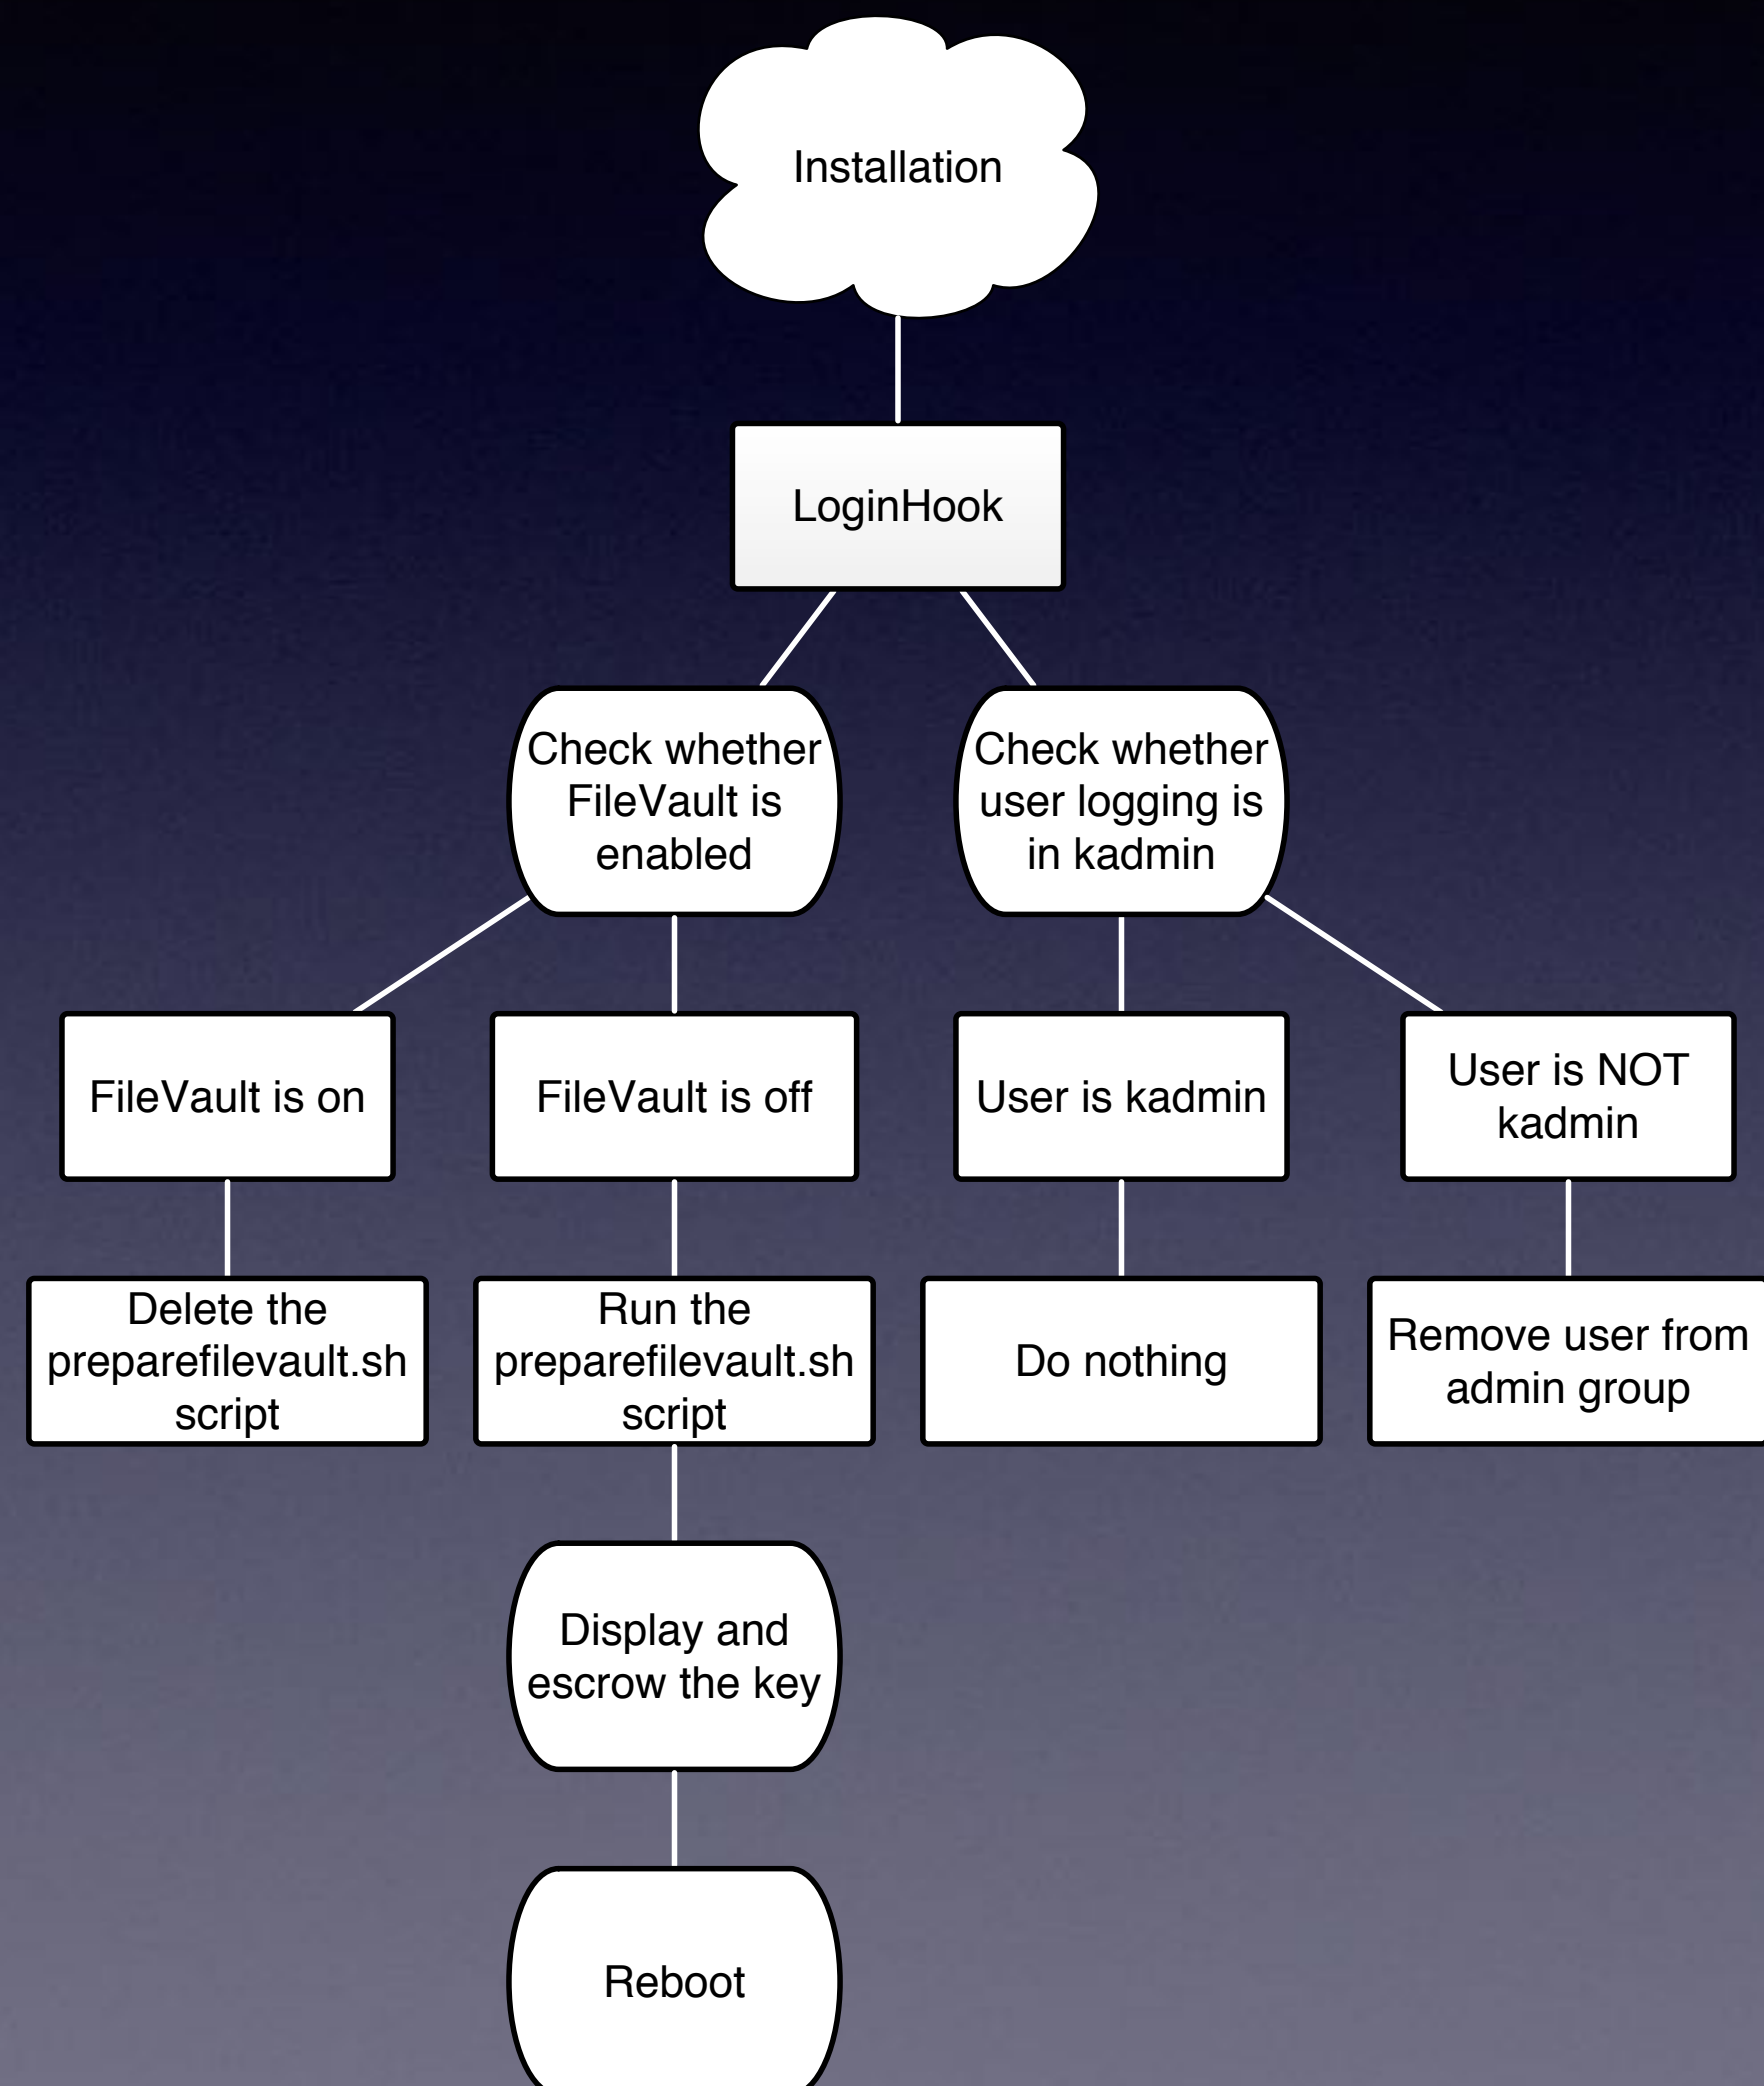 Installation
LoginHook
Check whether
FileVault is
enabled
Check whether
user logging is
in kadmin
FileVault is on
FileVault is off
User is kadmin
User is NOT
kadmin
Delete the
preparefilevault.sh
script
Run the
preparefilevault.sh
script
Do nothing
Remove user from
admin group
Display and
escrow the key
Reboot